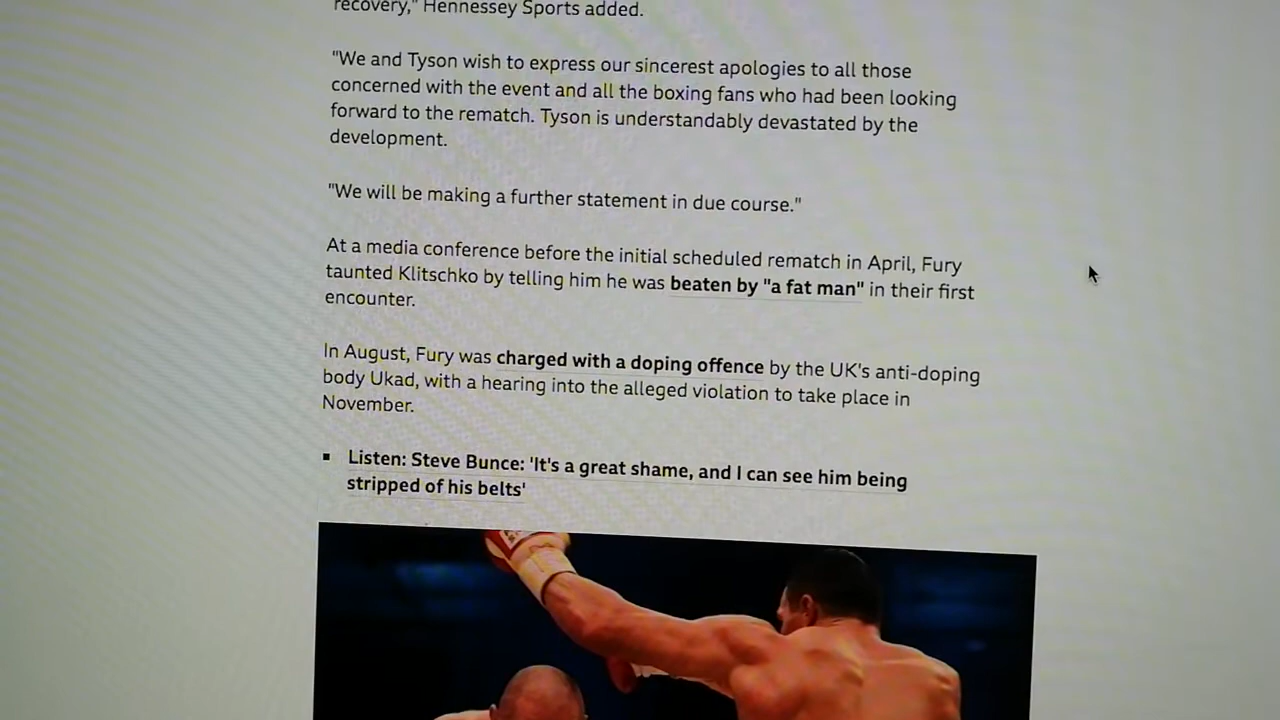 recovery," Hennessey Sports added.
"We and Tyson wish to express our sincerest apologies to all those
concerned with the event and all the boxing fans who had been looking
forward to the rematch. Tyson is understandably devastated by the
development.
"We will be making a further statement in due course."
At a media conference before the initial scheduled rematch in April, Fury
taunted Klitschko by telling him he was beaten by "a fat man" in their first
encounter.
In August, Fury was charged with a doping offence by the UK's anti-doping
body Ukad, with a hearing into the alleged violation to take place in
November.
Listen: Steve Bunce: 'It's a great shame, and I can see him being
stripped of his belts'